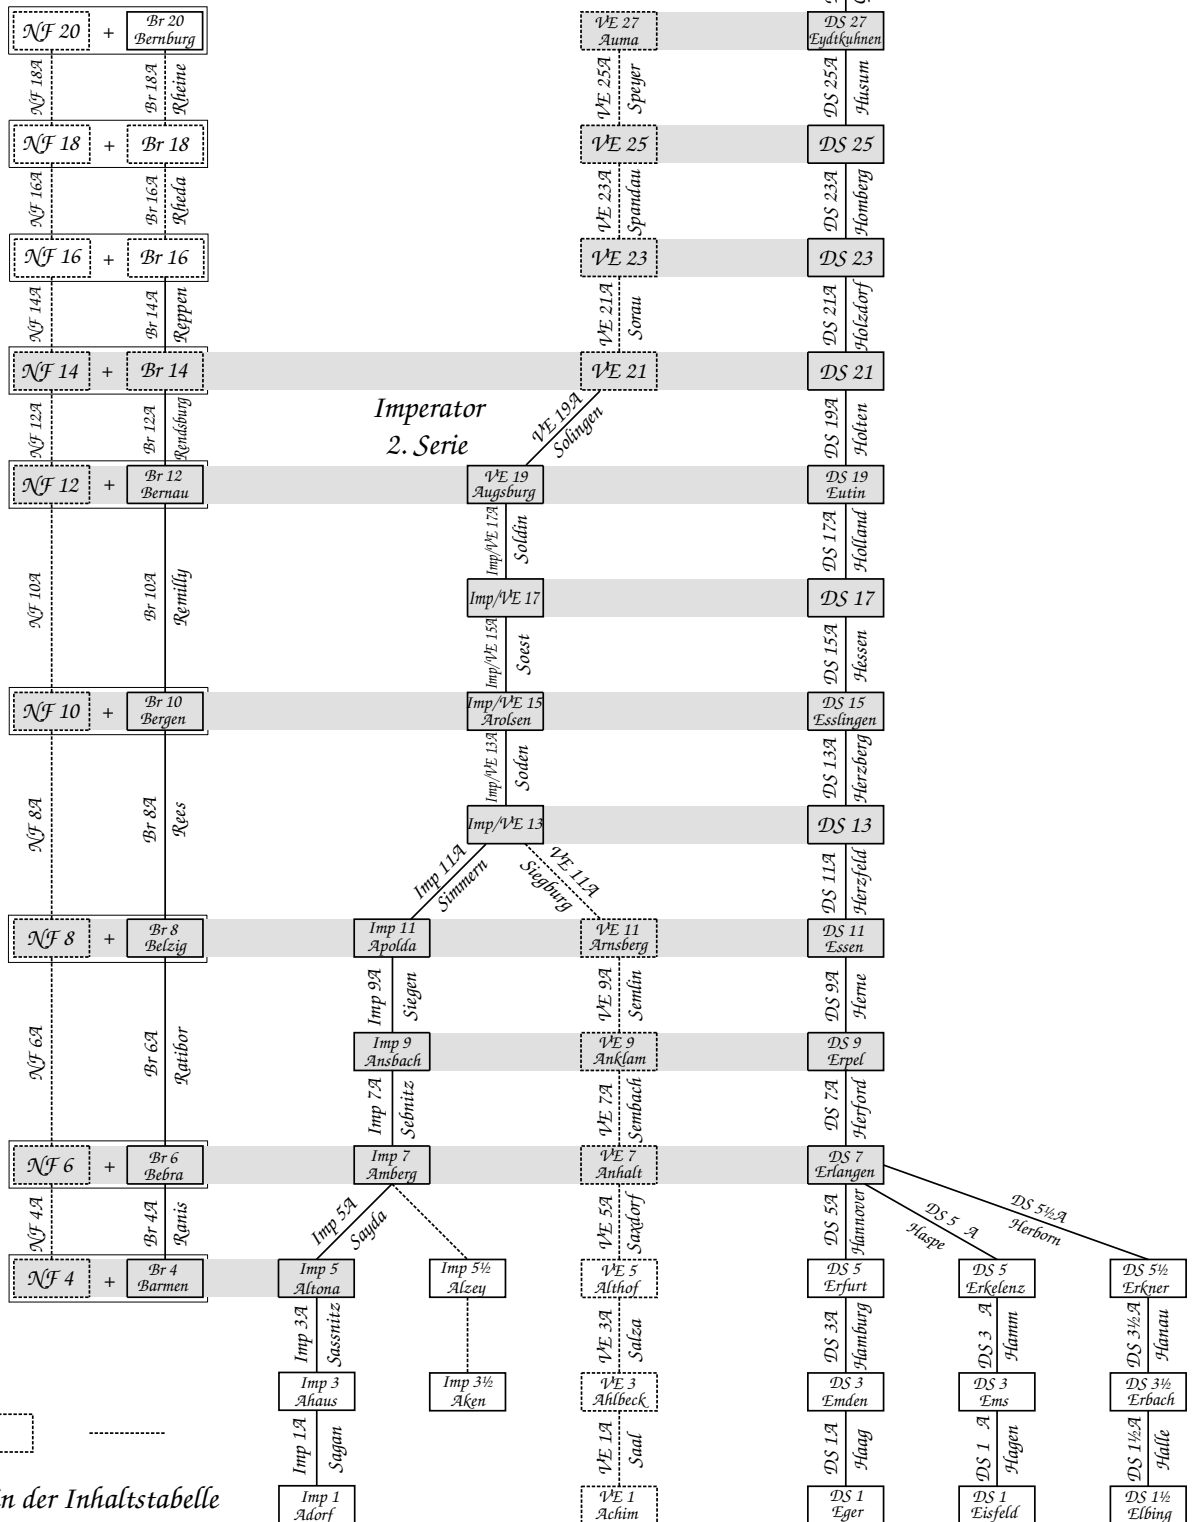 NF 20 + Br 20 Bernburg
VE 27 Auma
DS 27 Eydtkuhnen
NF 18A
Br 18A Rheine
VE 25A Speyer
DS 25A Husum
NF 18 + Br 18
VE 25
DS 25
NF 16A
Br 16A Rheda
VE 23A Spandau
DS 23A Homberg
NF 16 + Br 16
VE 23
DS 23
NF 14A
Br 14A Reppen
VE 21A Sorau
DS 21A Holzdorf
NF 14 + Br 14
VE 21
DS 21
Imperator
2. Serie
NF 12A
Br 12A Rendsburg
VE 19A Solingen
DS 19A Holten
NF 12 + Br 12 Bernau
VE 19 Augsburg
DS 19 Eutin
Imp/VE 17A Soldin
DS 17A Holland
NF 10A
Br 10A Remilly
Imp/VE 17
DS 17
Imp/VE 15A Soest
DS 15A Hessen
NF 10 + Br 10 Bergen
Imp/VE 15 Arolsen
DS 15 Esslingen
Imp/VE 13A Soden
DS 13A Herzberg
NF 8A
Br 8A Rees
Imp/VE 13
DS 13
Imp 11A Simmern
VE 11A Siegburg
DS 11A Herzfeld
NF 8 + Br 8 Belzig
Imp 11 Apolda
VE 11 Arnsberg
DS 11 Essen
Imp 9A Siegen
VE 9A Semlin
DS 9A Herne
NF 6A
Br 6A Ratibor
Imp 9 Ansbach
VE 9 Anklam
DS 9 Erpel
Imp 7A Sebnitz
VE 7A Sembach
DS 7A Herford
NF 6 + Br 6 Bebra
Imp 7 Amberg
VE 7 Anhalt
DS 7 Erlangen
NF 4A
Br 4A Ranis
Imp 5A Sayda
VE 5A Saxdorf
DS 5A Hannover
DS 5 A Haspe
DS 5½A Herborn
NF 4 + Br 4 Barmen
Imp 5 Altona
Imp 5½ Alzey
VE 5 Althof
DS 5 Erfurt
DS 5 Erkelenz
DS 5½ Erkner
Imp 3A Sassnitz
VE 3A Salza
DS 3A Hamburg
DS 3 A Hamm
DS 3½A Hanau
Imp 3 Ahaus
Imp 3½ Aken
VE 3 Ahlbeck
DS 3 Emden
DS 3 Ems
DS 3½ Erbach
Imp 1A Sagan
VE 1A Saal
DS 1A Haag
DS 1 A Hagen
DS 1½A Halle
in der Inhaltstabelle
Imp 1 Adorf
VE 1 Achim
DS 1 Eger
DS 1 Eisfeld
DS 1½ Elbing